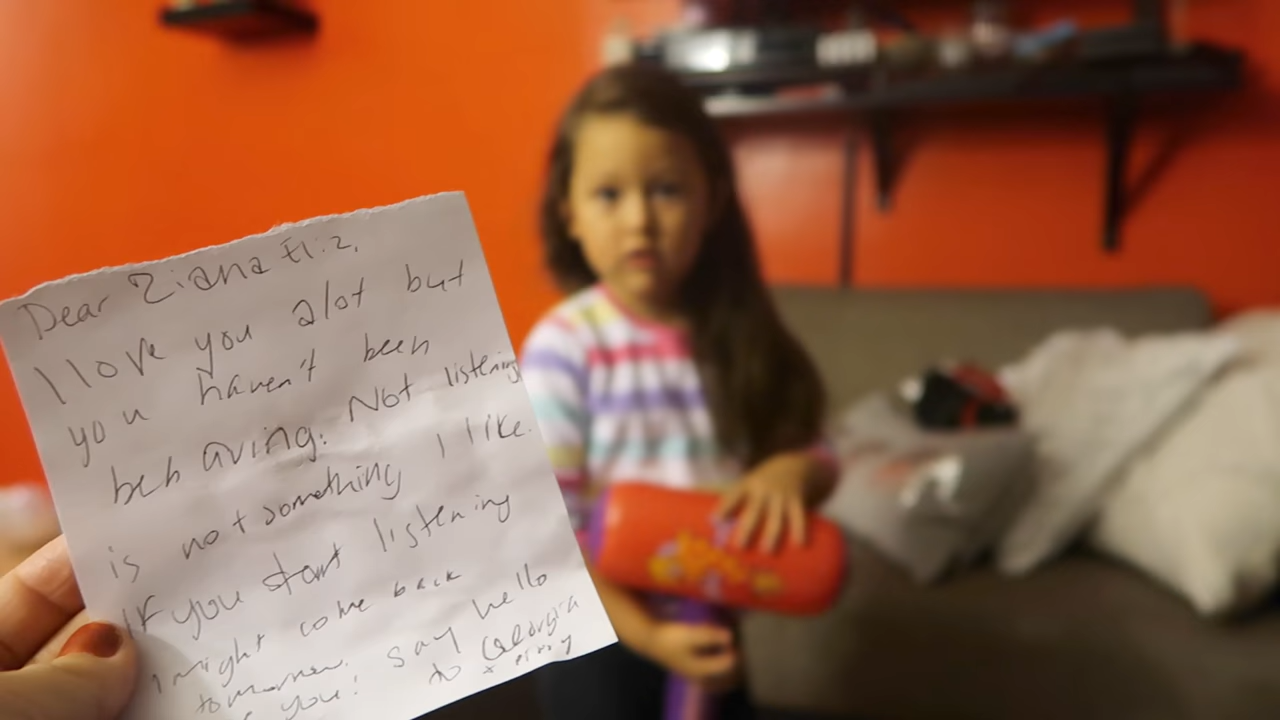 Dear Ziana Eliz,
I love you alot but
you haven't been
behaving. Not listening
is not something I like.
If you start listening
I might come back
tomorrow. say hello
you! to Georgia